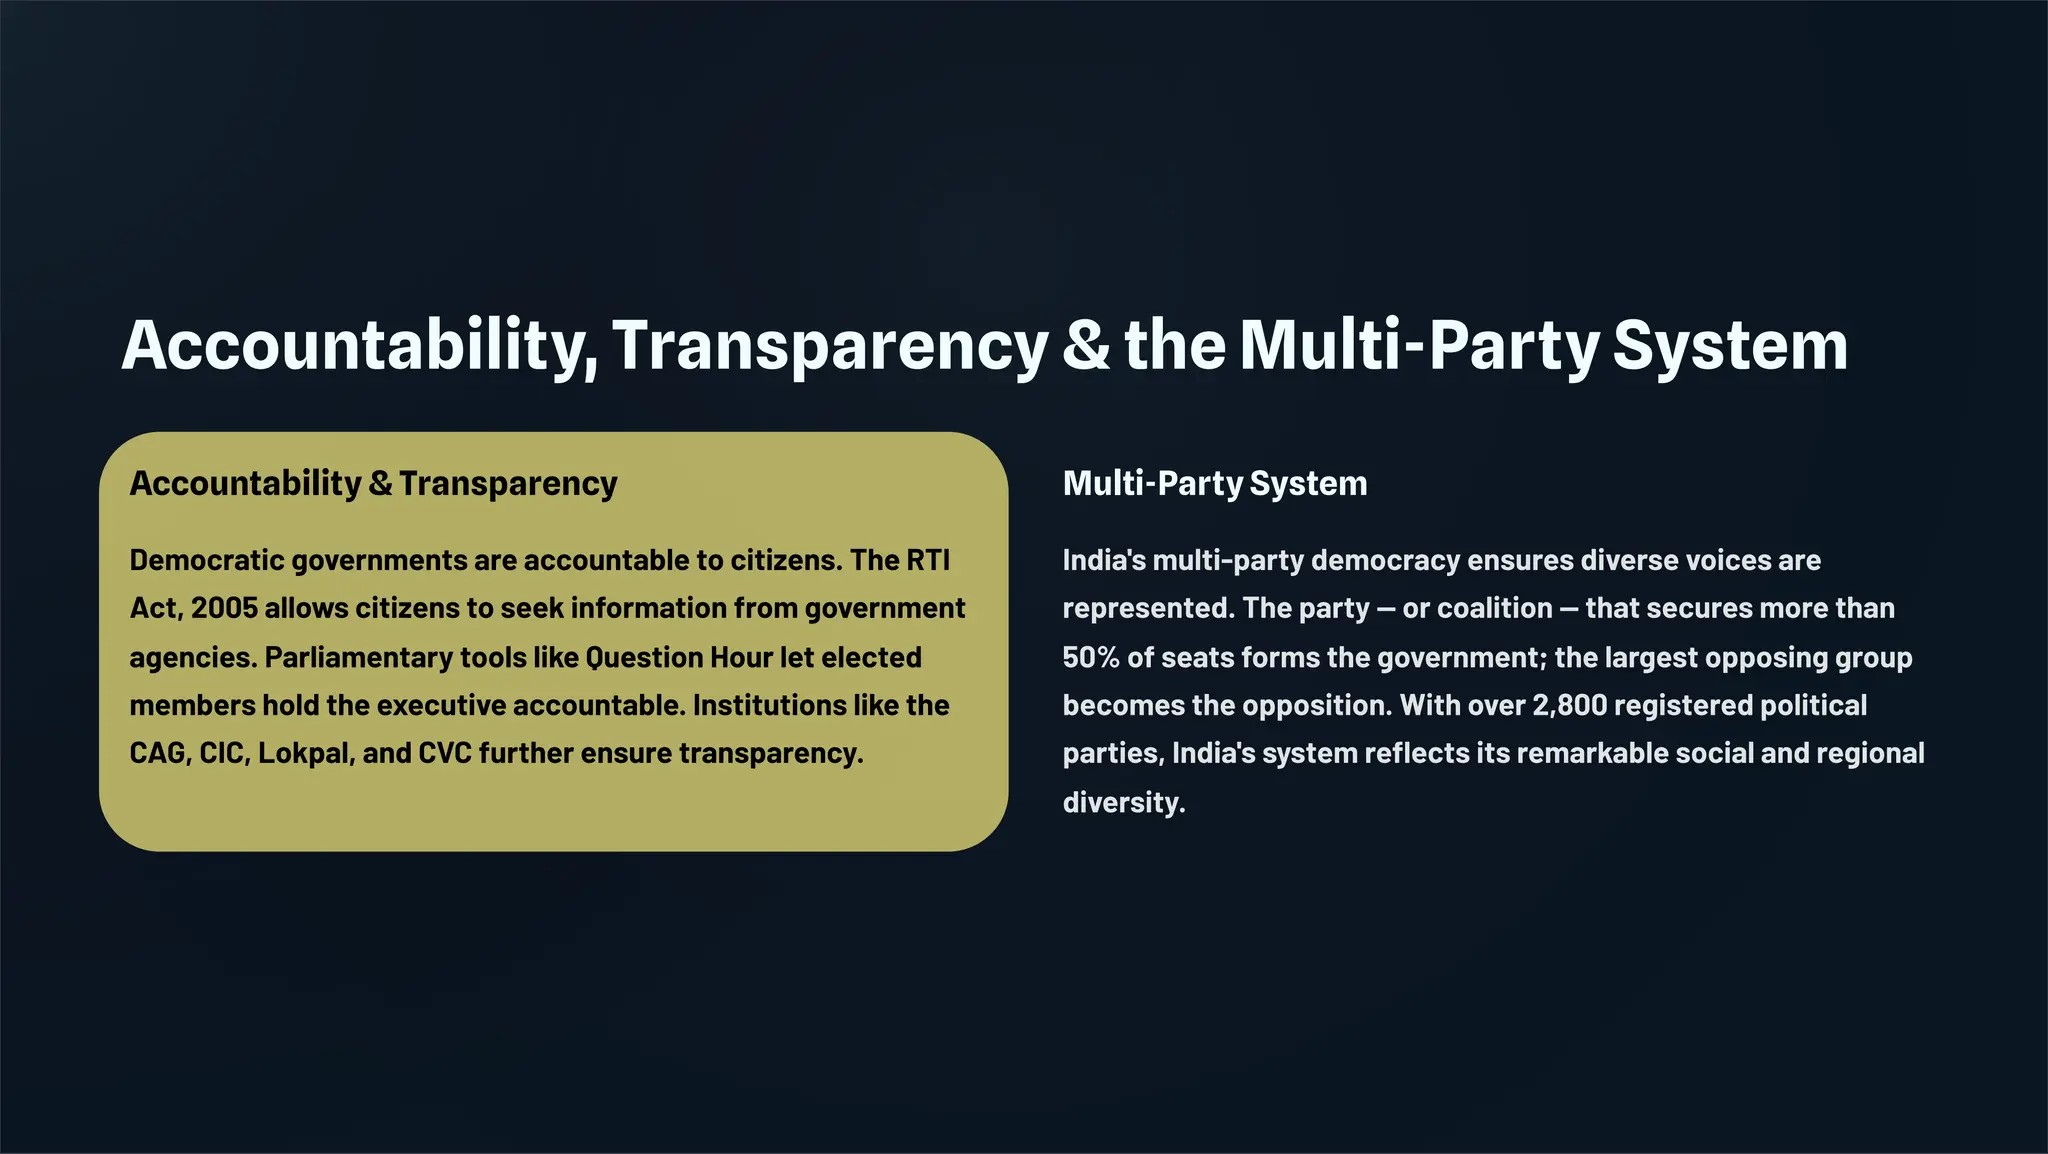 Accountability, Transparency & the Multi-Party System
Accountability & Transparency
Democratic governments are accountable to citizens. The RTI
Act, 2005 allows citizens to seek information from government
agencies. Parliamentary tools like Question Hour let elected
members hold the executive accountable. Institutions like the
CAG, CIC, Lokpal, and CVC further ensure transparency.
Multi-Party System
India's multi-party democracy ensures diverse voices are
represented. The party — or coalition — that secures more than
50% of seats forms the government; the largest opposing group
becomes the opposition. With over 2,800 registered political
parties, India's system reflects its remarkable social and regional
diversity.